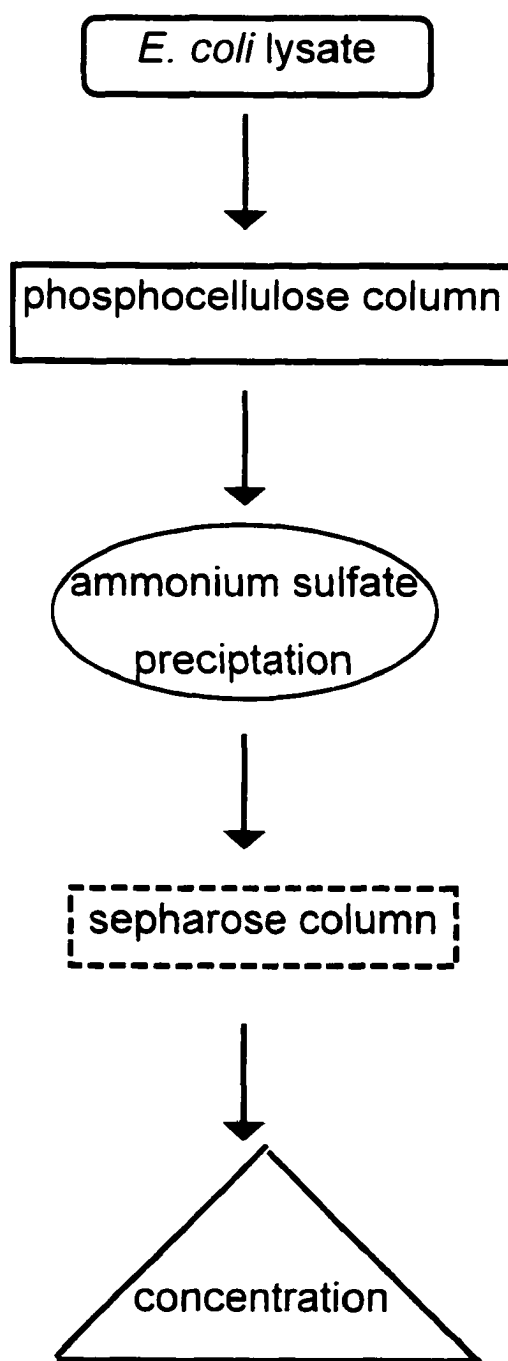 E. coli lysate
phosphocellulose column
ammonium sulfate
preciptation
sepharose column
concentration